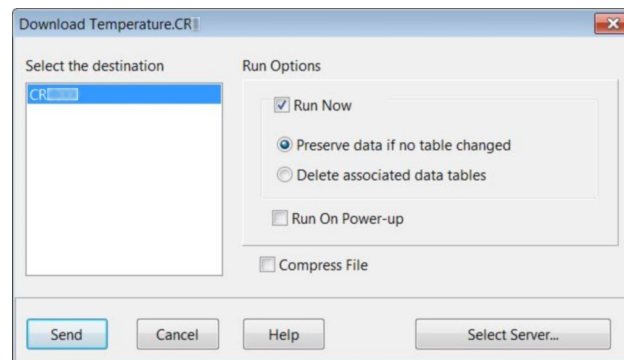 Download Temperature.CR
Select the destination
Run Options
CR
Run Now
Preserve data if no table changed
Delete associated data tables
Run On Power-up
Compress File
Send
Cancel
Help
Select Server...